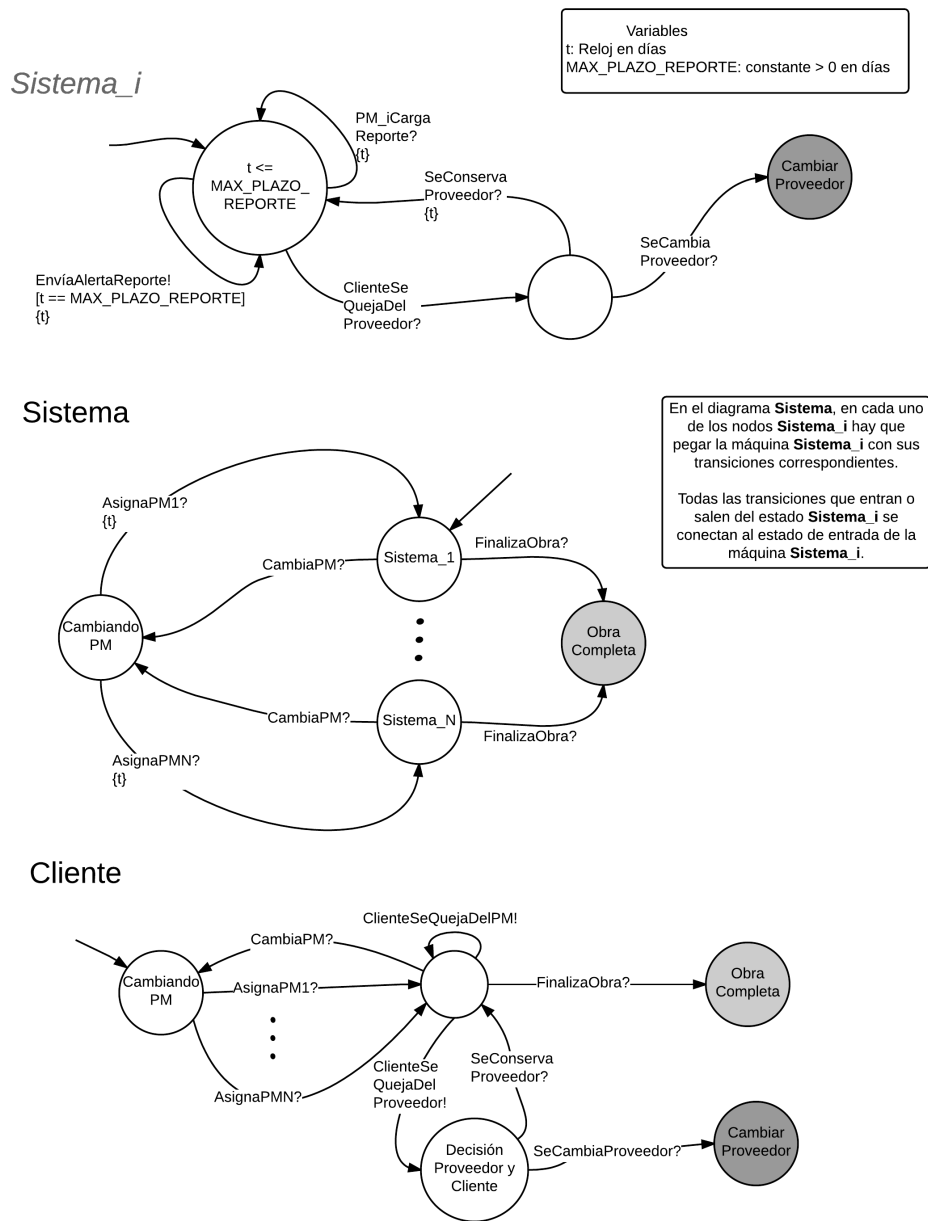 Variables
t: Reloj en días
MAX_PLAZO_REPORTE: constante > 0 en días
Sistema_i
PM_iCarga
Reporte?
{t}
t <=
MAX_PLAZO_
REPORTE
SeConserva
Proveedor?
{t}
Cambiar
Proveedor
SeCambia
Proveedor?
EnvíaAlertaReporte!
[t == MAX_PLAZO_REPORTE]
{t}
ClienteSe
QuejaDel
Proveedor?
Sistema
En el diagrama Sistema, en cada uno
de los nodos Sistema_i hay que
pegar la máquina Sistema_i con sus
transiciones correspondientes.
Todas las transiciones que entran o
salen del estado Sistema_i se
conectan al estado de entrada de la
máquina Sistema_i.
AsignaPM1?
{t}
CambiaPM?
Sistema_1
FinalizaObra?
Cambiando
PM
Obra
Completa
CambiaPM?
Sistema_N
FinalizaObra?
AsignaPMN?
{t}
Cliente
ClienteSeQuejaDelPM!
CambiaPM?
Cambiando
PM
AsignaPM1?
FinalizaObra?
Obra
Completa
AsignaPMN?
ClienteSe
QuejaDel
Proveedor!
SeConserva
Proveedor?
Decisión
Proveedor y
Cliente
SeCambiaProveedor?
Cambiar
Proveedor